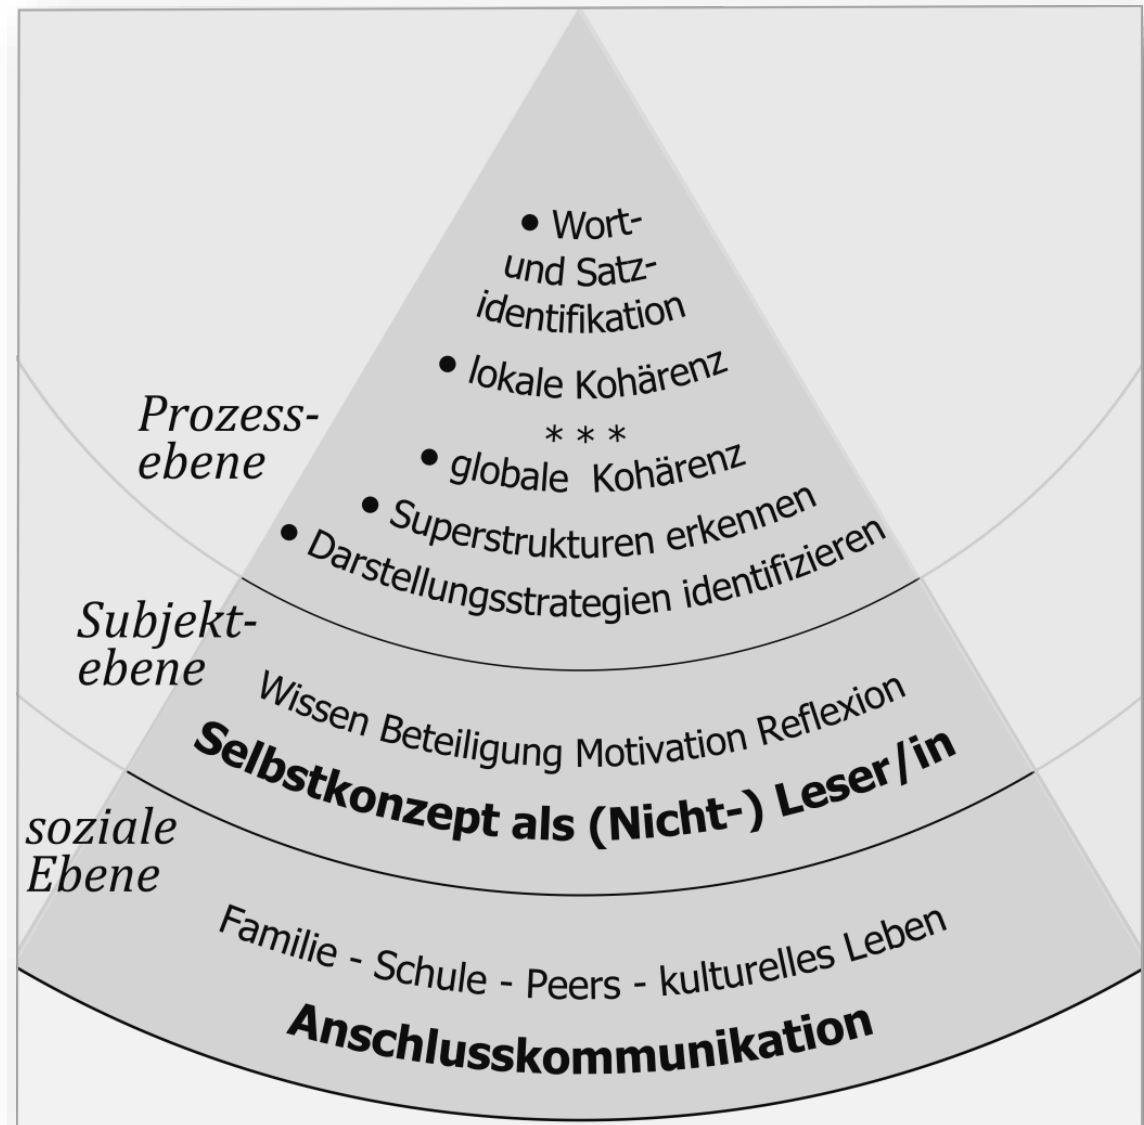 • Wort-
und Satz-
identifikation
• lokale Kohärenz
* * *
• globale Kohärenz
• Superstrukturen erkennen
• Darstellungsstrategien identifizieren
Prozess-
ebene
Wissen Beteiligung Motivation Reflexion
Selbstkonzept als (Nicht-) Leser/in
Subjekt-
ebene
Familie - Schule - Peers - kulturelles Leben
Anschlusskommunikation
soziale
Ebene